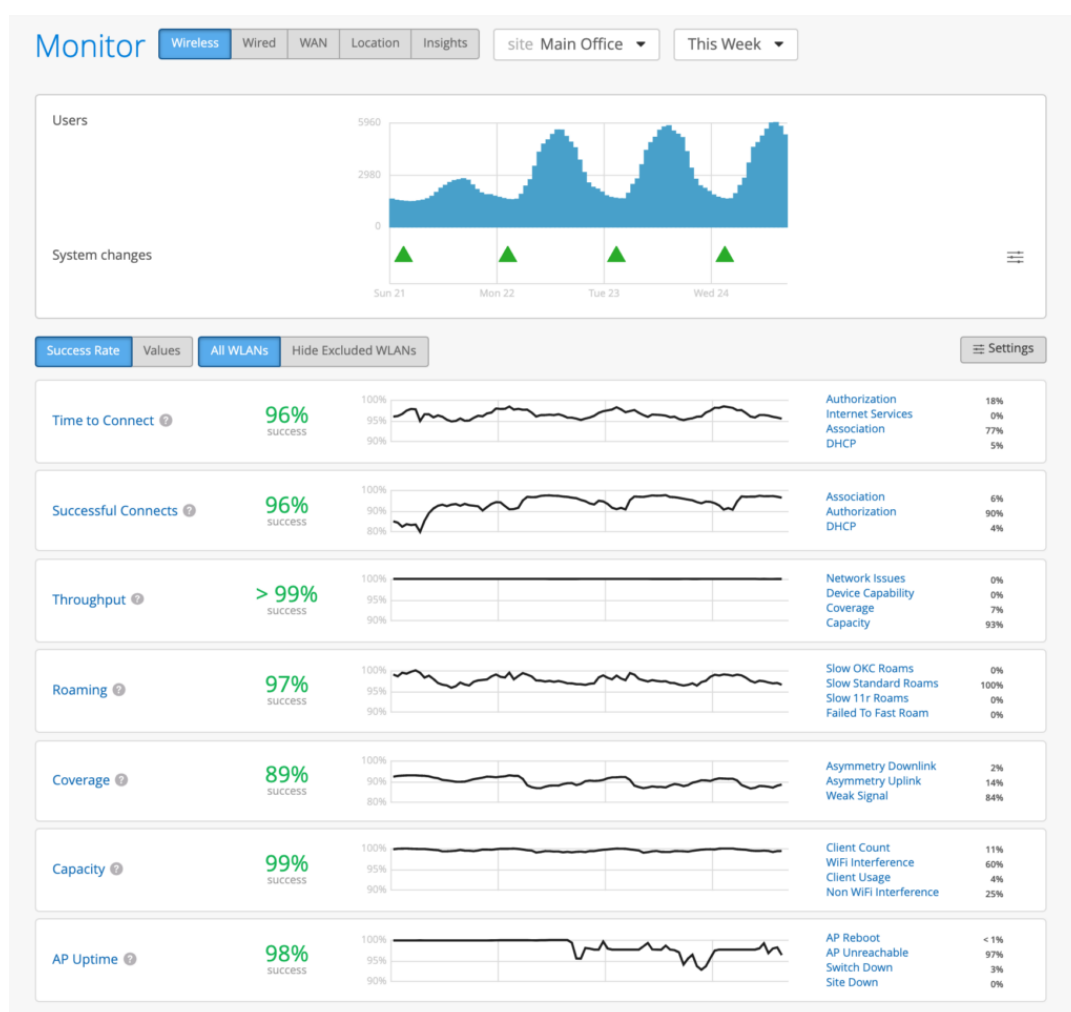 Monitor Wireless Wired WAN Location Insights site Main Office This Week
Users
5960
2980
0
System changes
Sun 21 Mon 22 Tue 23 Wed 24
Success Rate Values All WLANs Hide Excluded WLANs Settings
Time to Connect ?
96%
success
100%
95%
90%
Authorization 18%
Internet Services 0%
Association 77%
DHCP 5%
Successful Connects ?
96%
success
100%
90%
80%
Association 6%
Authorization 90%
DHCP 4%
Throughput ?
> 99%
success
100%
95%
90%
Network Issues 0%
Device Capability 0%
Coverage 7%
Capacity 93%
Roaming ?
97%
success
100%
95%
90%
Slow OKC Roams 0%
Slow Standard Roams 100%
Slow 11r Roams 0%
Failed To Fast Roam 0%
Coverage ?
89%
success
100%
90%
80%
Asymmetry Downlink 2%
Asymmetry Uplink 14%
Weak Signal 84%
Capacity ?
99%
success
100%
95%
90%
Client Count 11%
WiFi Interference 60%
Client Usage 4%
Non WiFi Interference 25%
AP Uptime ?
98%
success
100%
95%
90%
AP Reboot < 1%
AP Unreachable 97%
Switch Down 3%
Site Down 0%